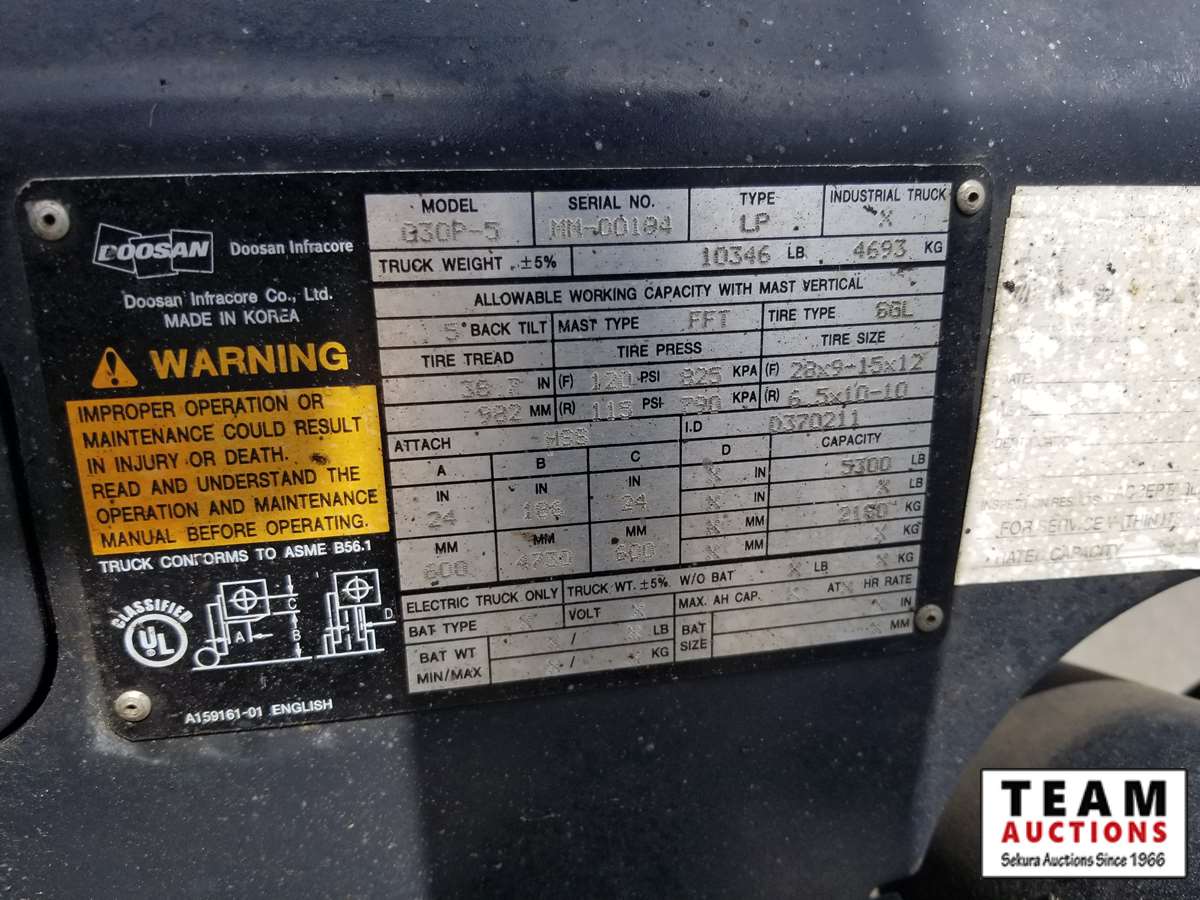 DOOSAN Doosan Infracore
Doosan Infracore Co., Ltd.
MADE IN KOREA
WARNING
IMPROPER OPERATION OR
MAINTENANCE COULD RESULT
IN INJURY OR DEATH.
READ AND UNDERSTAND THE
OPERATION AND MAINTENANCE
MANUAL BEFORE OPERATING.
TRUCK CONFORMS TO ASME B56.1
CLASSIFIED
UL
A C B D
A159161-01 ENGLISH
MODEL SERIAL NO. TYPE INDUSTRIAL TRUCK
G30P-5 MM-00184 LP X
TRUCK WEIGHT ±5% 10346 LB 4693 KG
ALLOWABLE WORKING CAPACITY WITH MAST VERTICAL
5° BACK TILT MAST TYPE FFT TIRE TYPE
TIRE TREAD TIRE PRESS TIRE SIZE
IN (F) 120 PSI 825 KPA (F) 28x9-15x12
982 MM (R) PSI 790 KPA (R) 6.5x10-10
ATTACH I.D D370211
A B C D CAPACITY
IN IN IN X IN LB
24 24 X IN X LB
MM MM MM X MM KG
600 600 X MM X KG
ELECTRIC TRUCK ONLY TRUCK WT. ±5% W/O BAT X LB X KG
BAT TYPE X VOLT X MAX. AH CAP. X AT X HR RATE
BAT WT X / X LB BAT X IN
MIN/MAX X / X KG SIZE X MM
FOR SERVICE WITHIN
RATED CAPACITY
TEAM
AUCTIONS
Sekura Auctions Since 1966